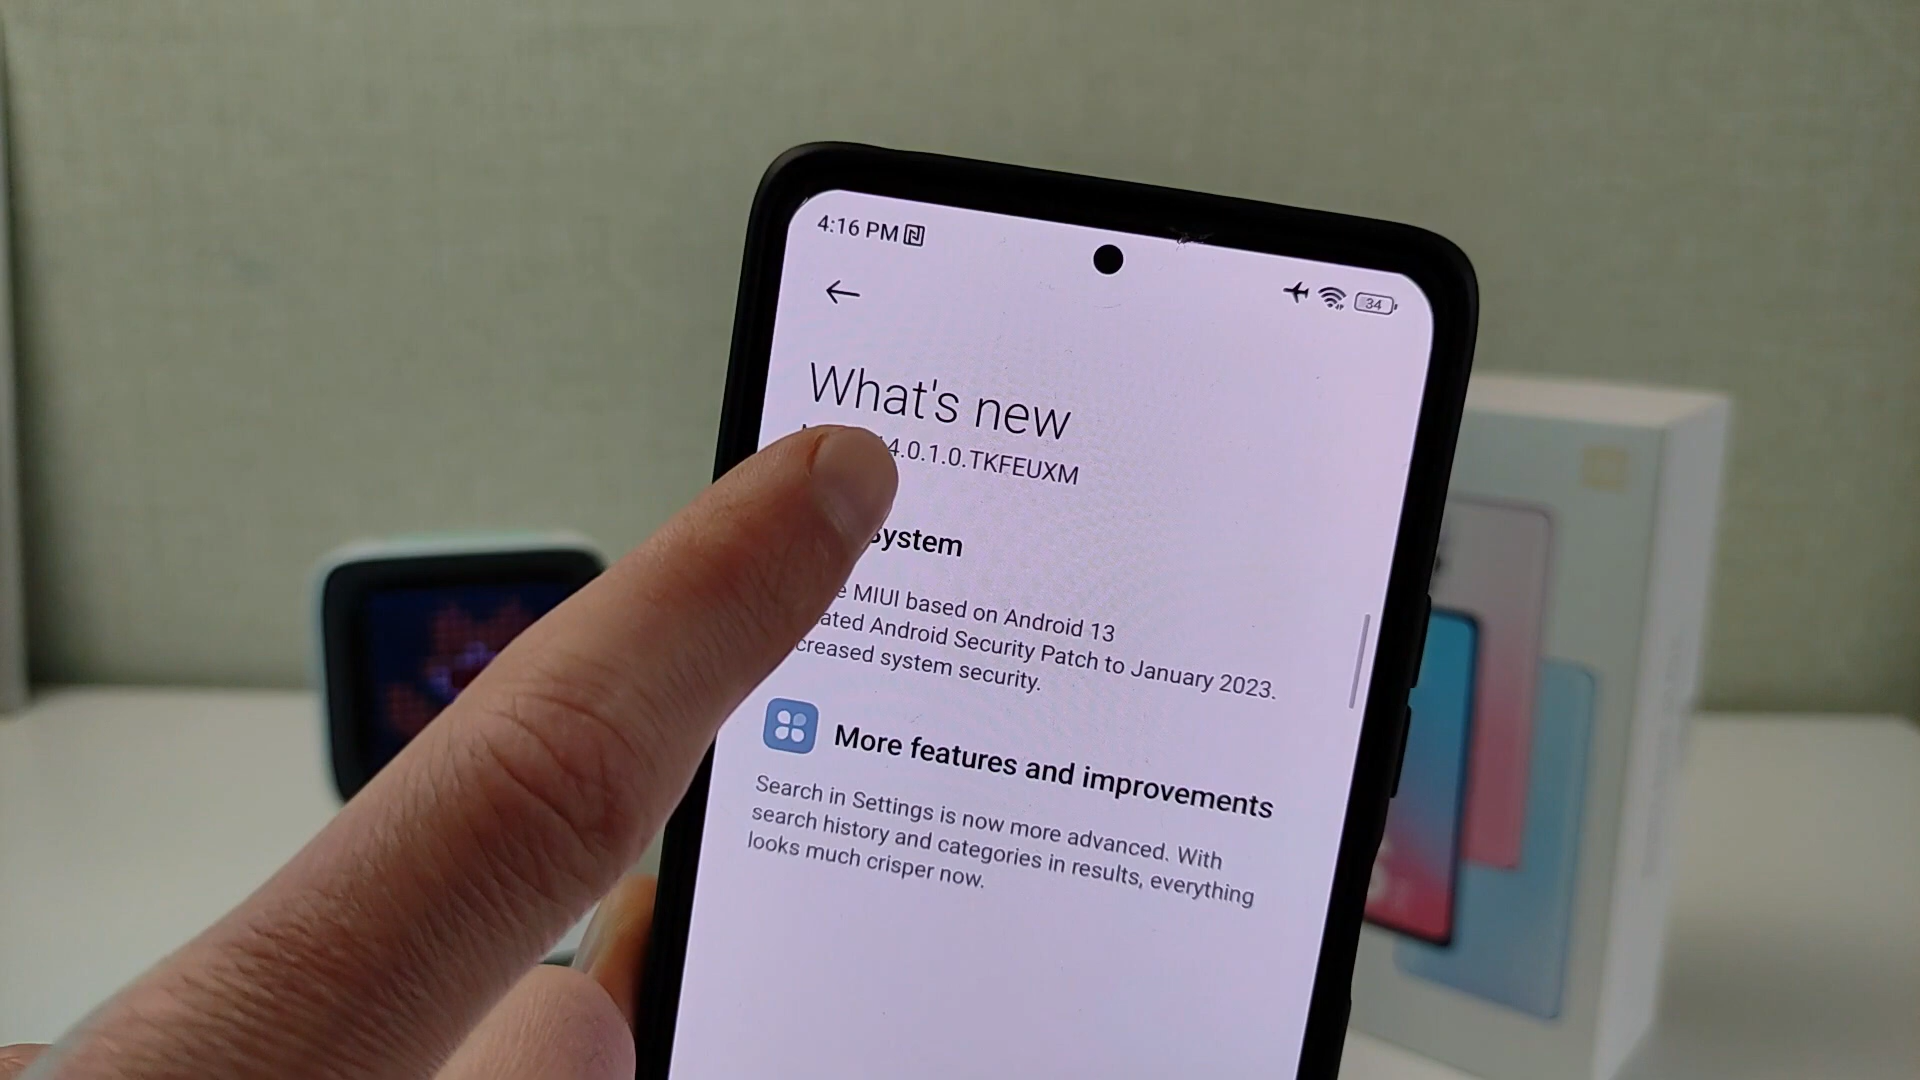 4:16 PM
34
What's new
4.0.1.0.TKFEUXM
System
MIUI based on Android 13
Android Security Patch to January 2023.
system security.
More features and improvements
Search in Settings is now more advanced. With
search history and categories in results, everything
looks much crisper now.